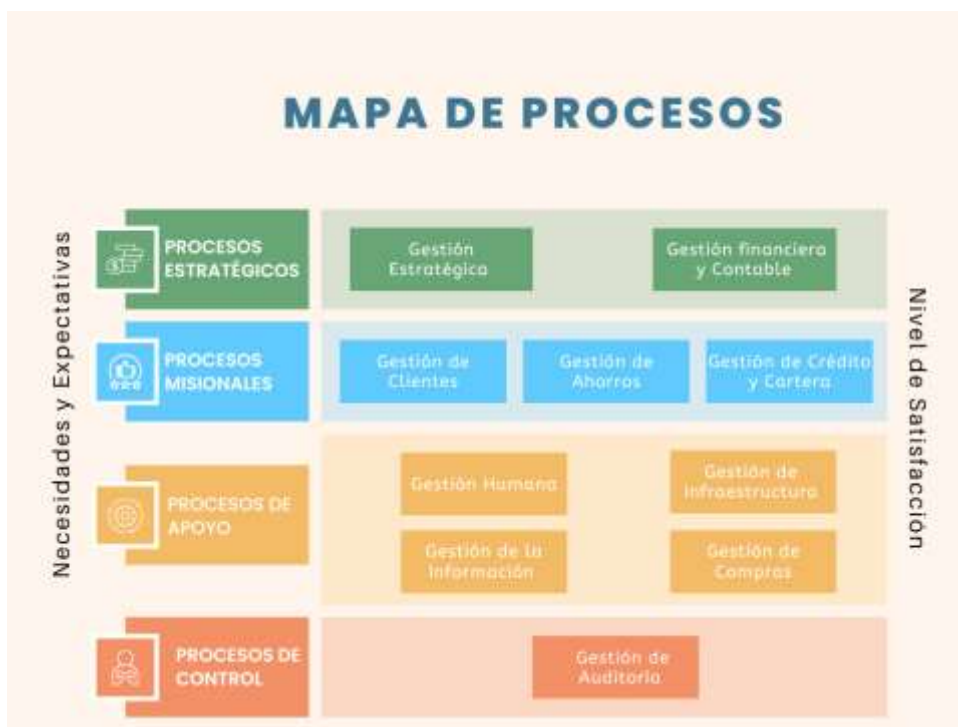 MAPA DE PROCESOS
Necesidades y Expectativas
PROCESOS
ESTRATÉGICOS
Gestión
Estratégica
Gestión financiera
y Contable
PROCESOS
MISIONALES
Gestión de
Clientes
Gestión de
Ahorros
Gestión de Crédito
y Cartera
PROCESOS DE
APOYO
Gestión Humana
Gestión de
Infraestructura
Gestión de la
Información
Gestión de
Compras
PROCESOS DE
CONTROL
Gestión de
Auditoria
Nivel de Satisfacción